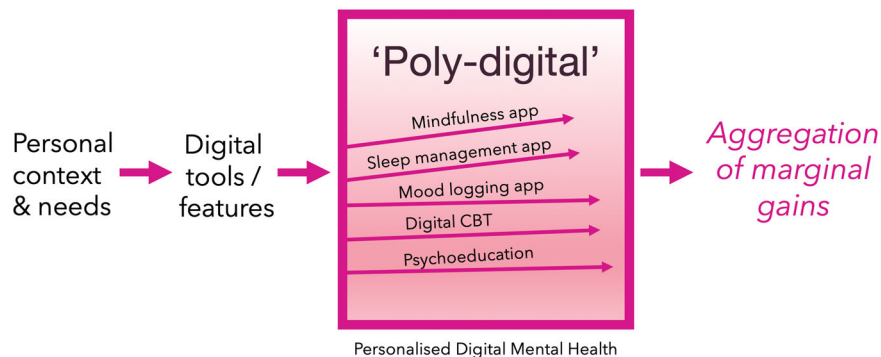 Personal
context
& needs
Digital
tools /
features
‘Poly-digital’
Mindfulness app
Sleep management app
Mood logging app
Digital CBT
Psychoeducation
Personalised Digital Mental Health
Aggregation
of marginal
gains